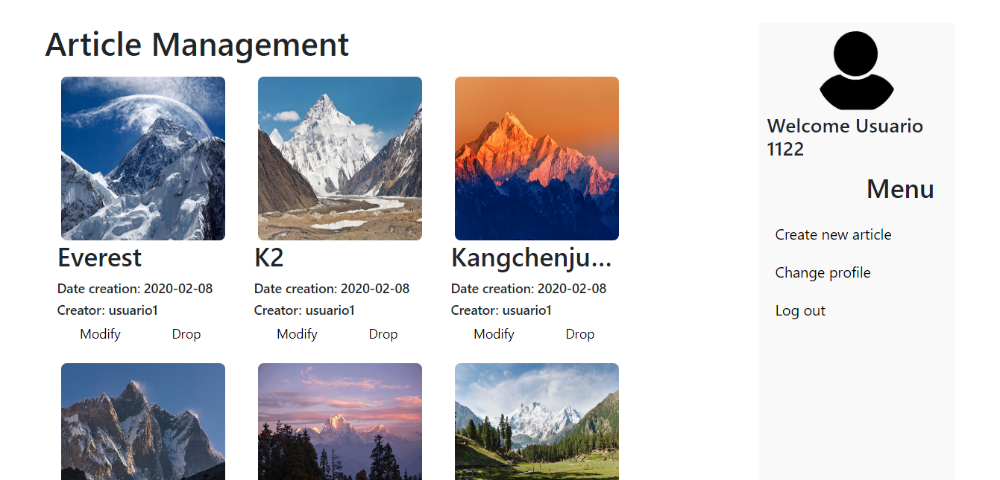 Article Management
Everest
Date creation: 2020-02-08
Creator: usuario1
Modify Drop
K2
Date creation: 2020-02-08
Creator: usuario1
Modify Drop
Kangchenju...
Date creation: 2020-02-08
Creator: usuario1
Modify Drop
Welcome Usuario
1122
Menu
Create new article
Change profile
Log out